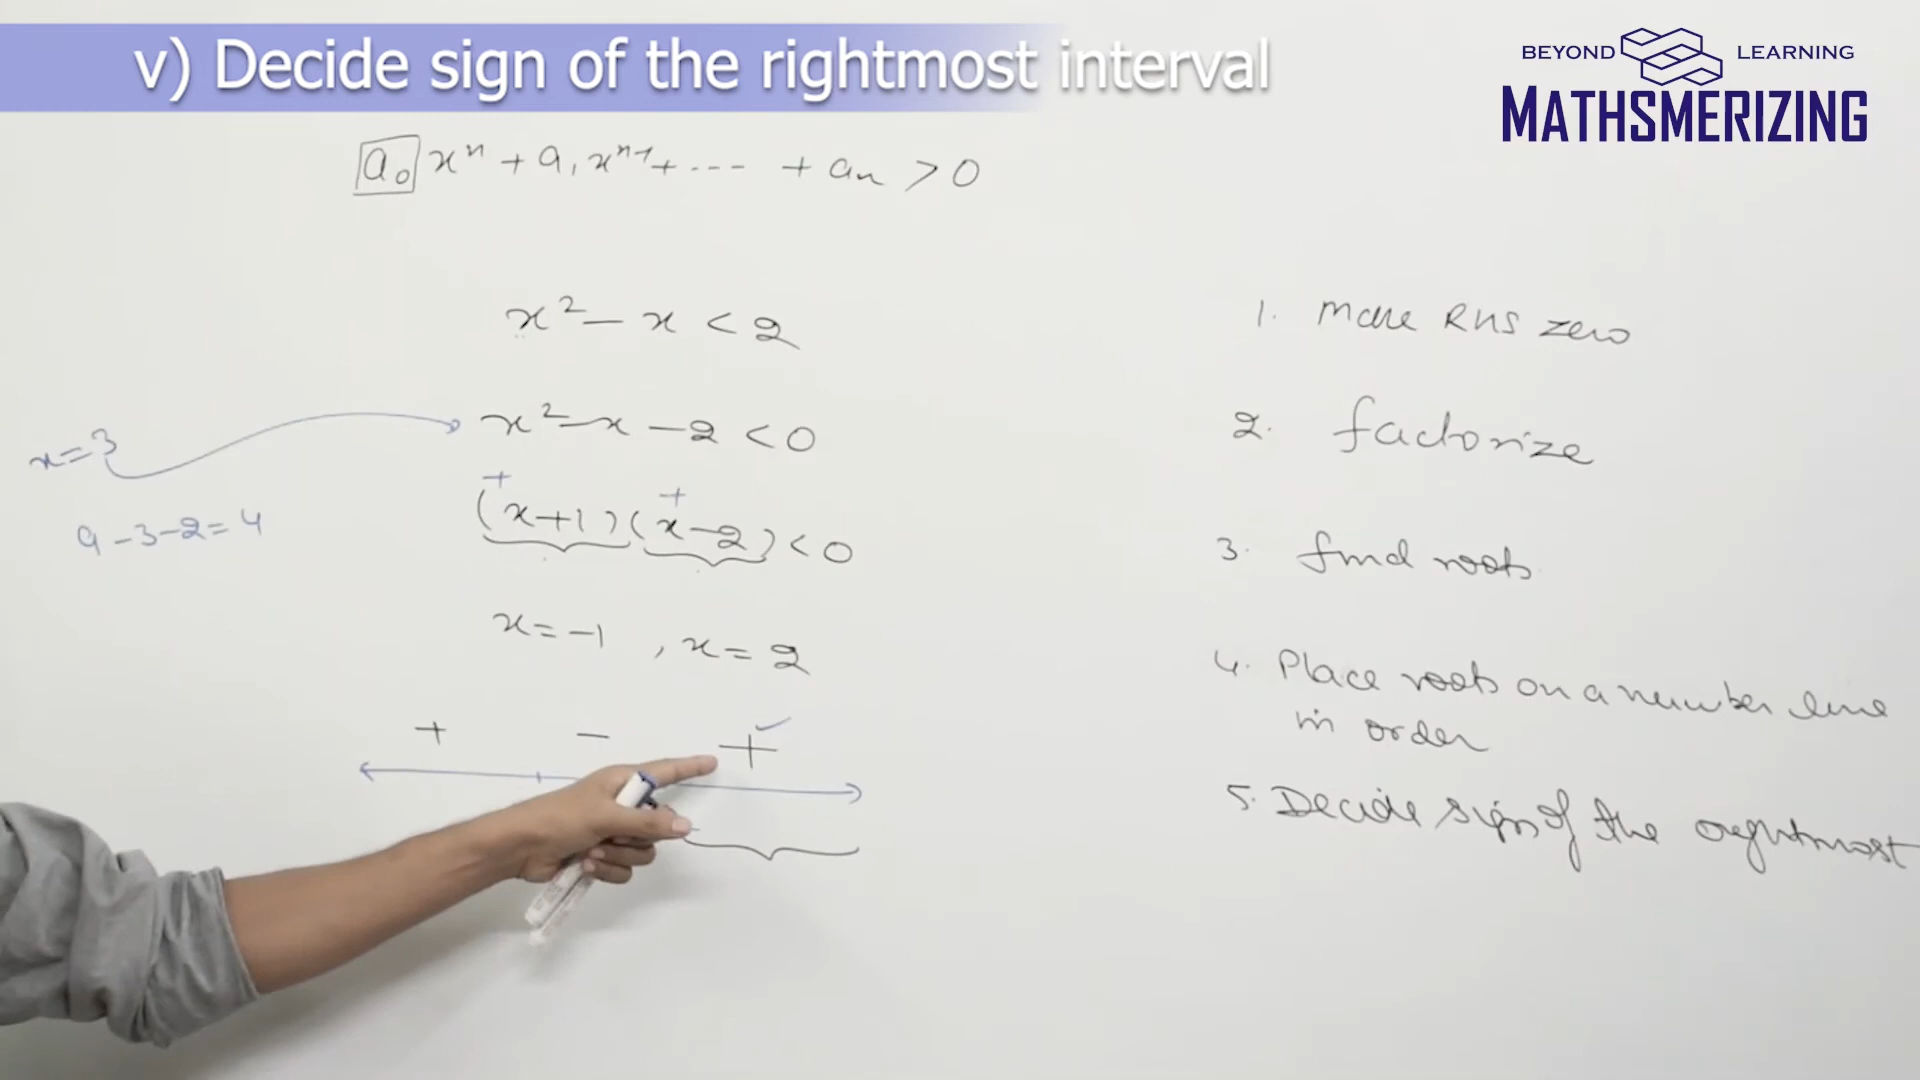 v) Decide sign of the rightmost interval
BEYOND LEARNING
MATHSMERIZING
a₀xⁿ + a₁xⁿ⁻¹ + --- + aₙ > 0
x² - x < 2
x² - x - 2 < 0
x = 3
+ +
(x+1)(x-2) < 0
9 - 3 - 2 = 4
x = -1 , x = 2
+ - +
1. Make RHS zero
2. factorize
3. find roots
4. Place roots on a number line
in order
5. Decide sign of the rightmost